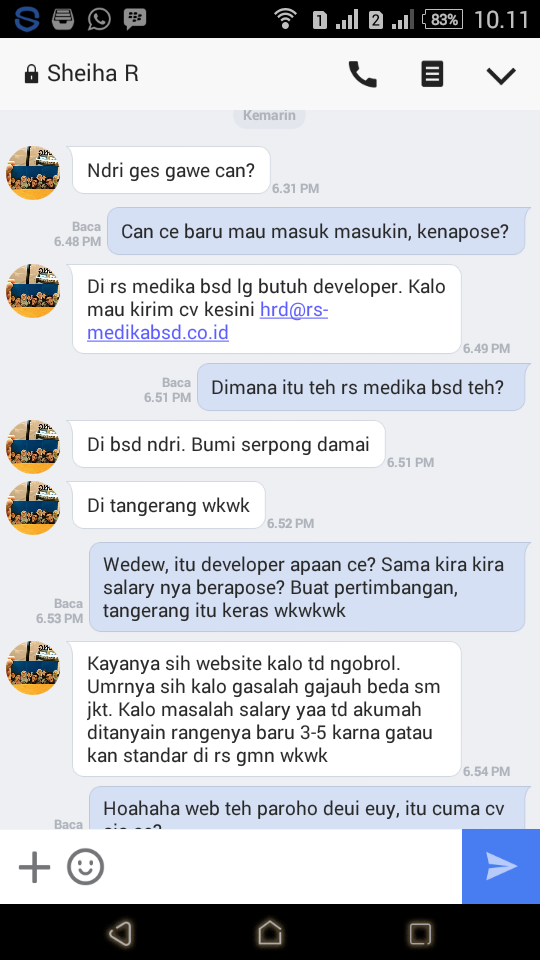 1
2
83%
10.11
Sheiha R
Kemarin
Ndri ges gawe can?
6.31 PM
Baca
6.48 PM
Can ce baru mau masuk masukin, kenapose?
Di rs medika bsd lg butuh developer. Kalo
mau kirim cv kesini hrd@rs-
medikabsd.co.id
6.49 PM
Baca
6.51 PM
Dimana itu teh rs medika bsd teh?
Di bsd ndri. Bumi serpong damai
6.51 PM
Di tangerang wkwk
6.52 PM
Wedew, itu developer apaan ce? Sama kira kira
salary nya berapose? Buat pertimbangan,
tangerang itu keras wkwkwk
Baca
6.53 PM
Kayanya sih website kalo td ngobrol.
Umrnya sih kalo gasalah gajauh beda sm
jkt. Kalo masalah salary yaa td akumah
ditanyain rangenya baru 3-5 karna gatau
kan standar di rs gmn wkwk
6.54 PM
Hoahaha web teh paroho deui euy, itu cuma cv
Baca